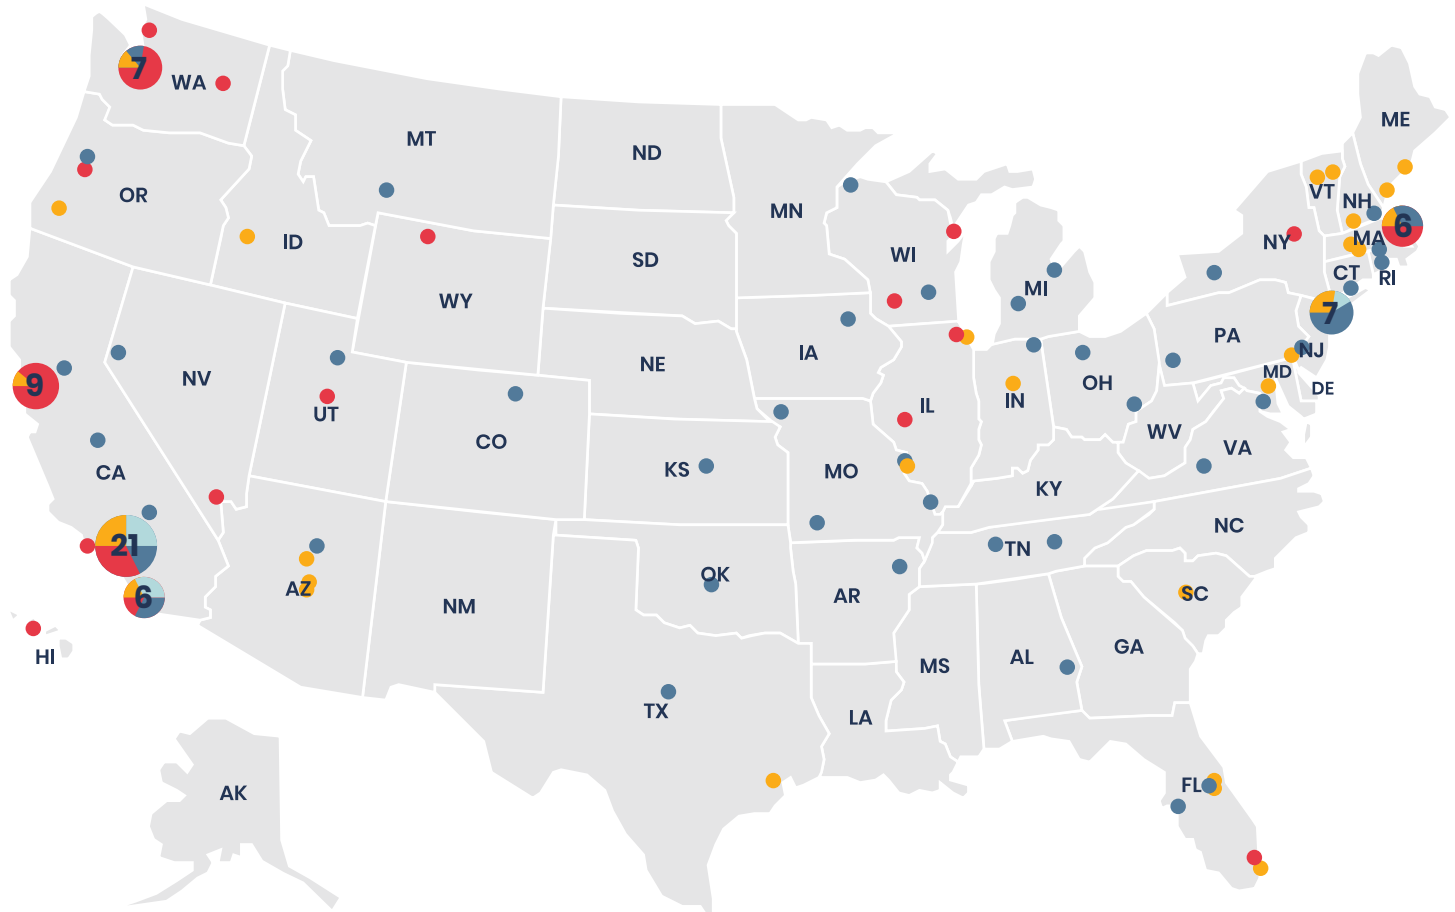 7
WA
MT
ND
ME
OR
MN
VT
NH
ID
SD
WI
NY
MA
6
WY
MI
CT
RI
7
NV
NE
IA
PA
NJ
9
UT
IL
IN
OH
MD
DE
CO
WV
CA
KS
MO
VA
KY
NC
21
TN
AZ
OK
6
NM
AR
SC
HI
MS
AL
GA
TX
LA
AK
FL